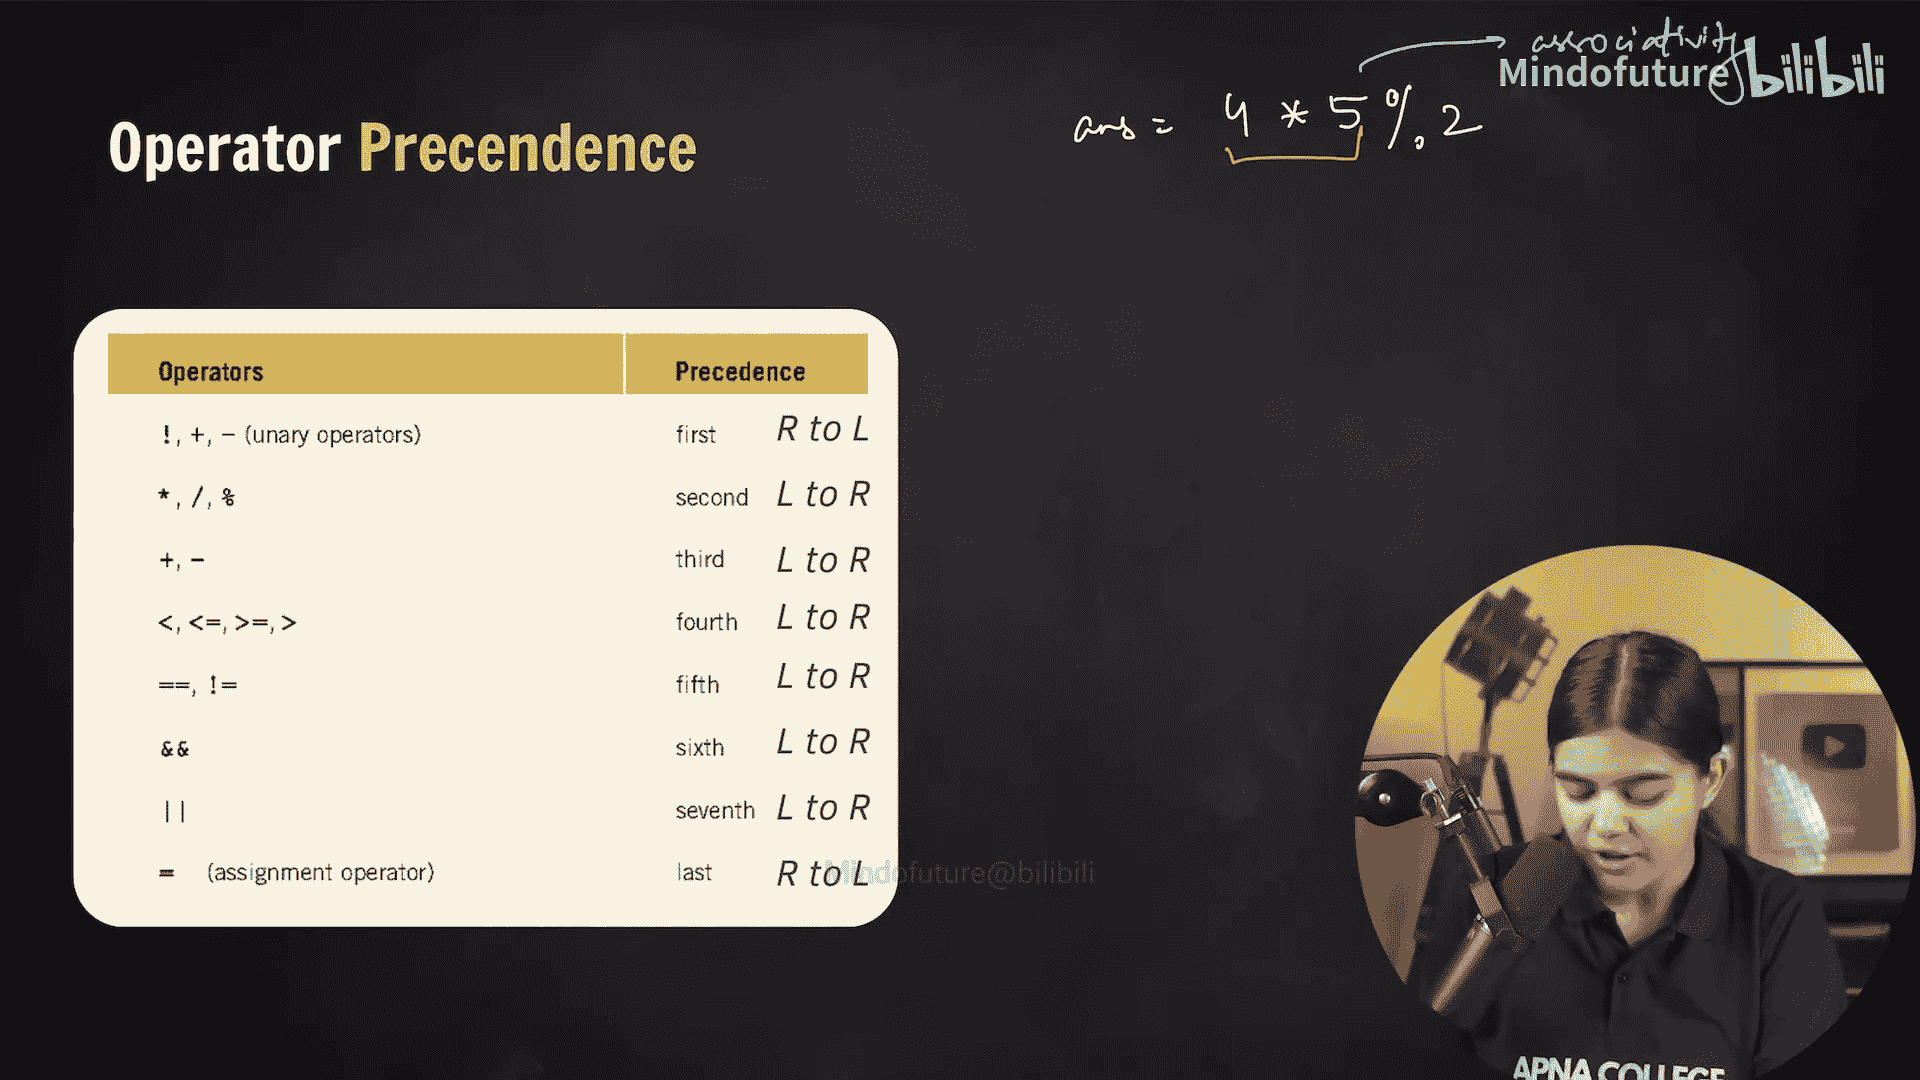 associativity
Mindofuture bilibili
ans = 4 * 5 % 2
Operator Precendence
Operators Precedence
!, +, − (unary operators) first R to L
*, /, % second L to R
+, − third L to R
<, <=, >=, > fourth L to R
==, != fifth L to R
&& sixth L to R
|| seventh L to R
= (assignment operator) last R to L
Mindofuture@bilibili
APNA COLLEGE